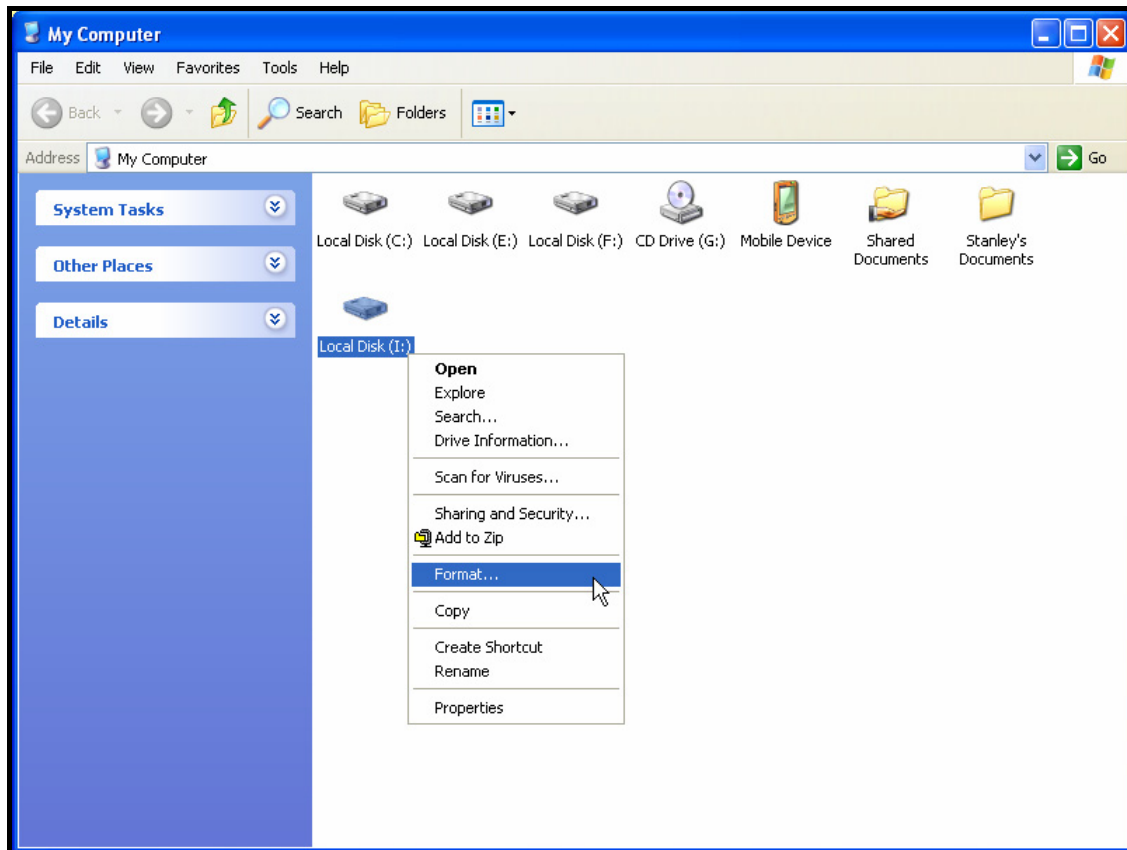 My Computer
File Edit View Favorites Tools Help
Back Search Folders
Address My Computer Go
System Tasks
Other Places
Details
Local Disk (C:) Local Disk (E:) Local Disk (F:) CD Drive (G:) Mobile Device Shared Documents Stanley's Documents
Local Disk (I:)
Open
Explore
Search...
Drive Information...
Scan for Viruses...
Sharing and Security...
Add to Zip
Format...
Copy
Create Shortcut
Rename
Properties